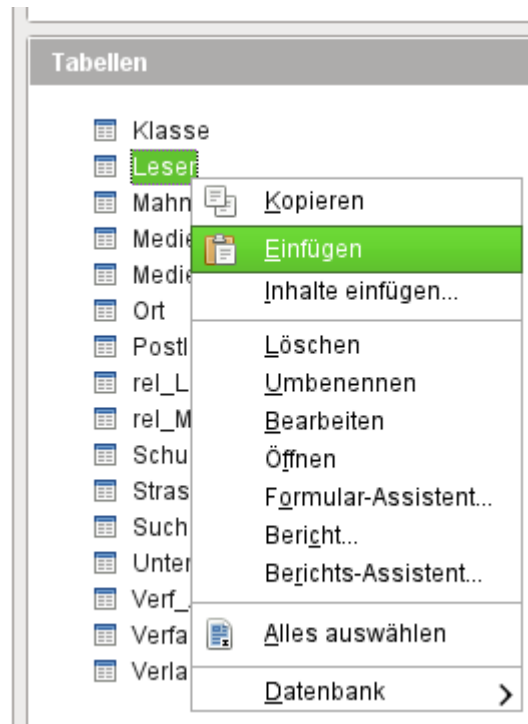 Tabellen
Klasse
Leser
Mahn
Medie
Medie
Ort
Postl
rel_L
rel_M
Schu
Stras
Such
Unter
Verf_
Verfa
Verla
Kopieren
Einfügen
Inhalte einfügen...
Löschen
Umbenennen
Bearbeiten
Öffnen
Formular-Assistent...
Bericht...
Berichts-Assistent...
Alles auswählen
Datenbank